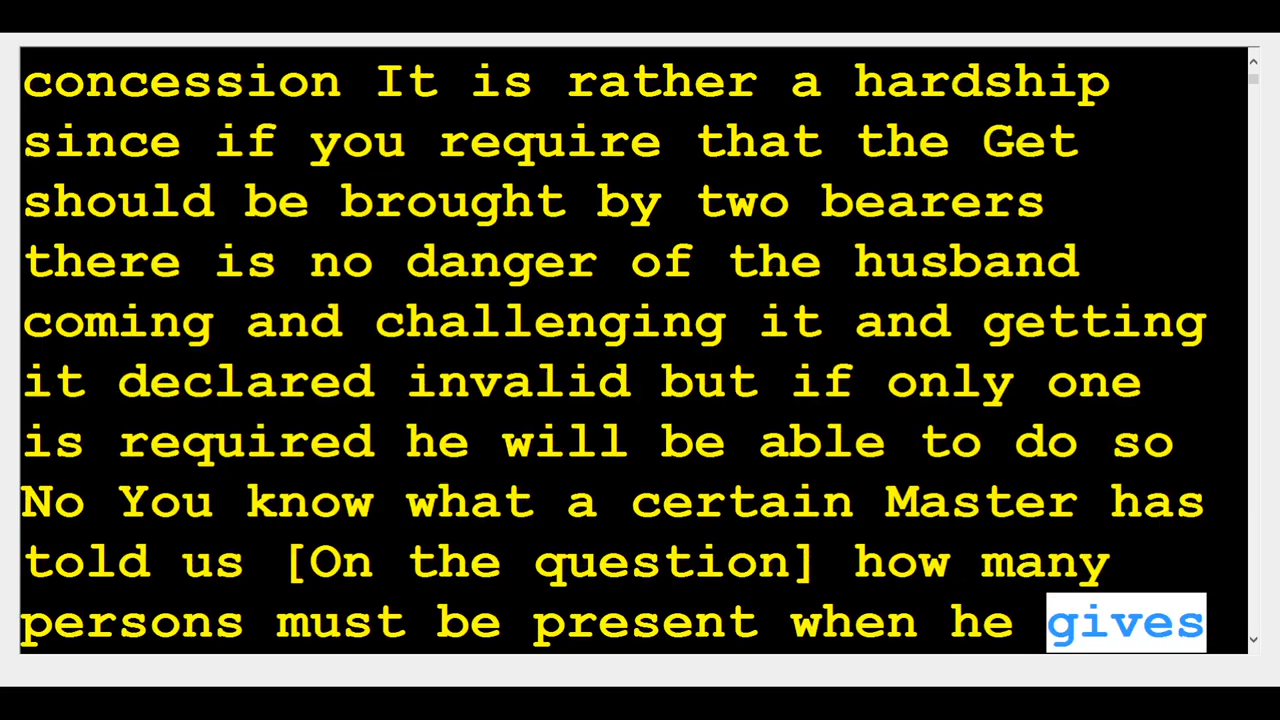 concession It is rather a hardship
since if you require that the Get
should be brought by two bearers
there is no danger of the husband
coming and challenging it and getting
it declared invalid but if only one
is required he will be able to do so
No You know what a certain Master has
told us [On the question] how many
persons must be present when he gives